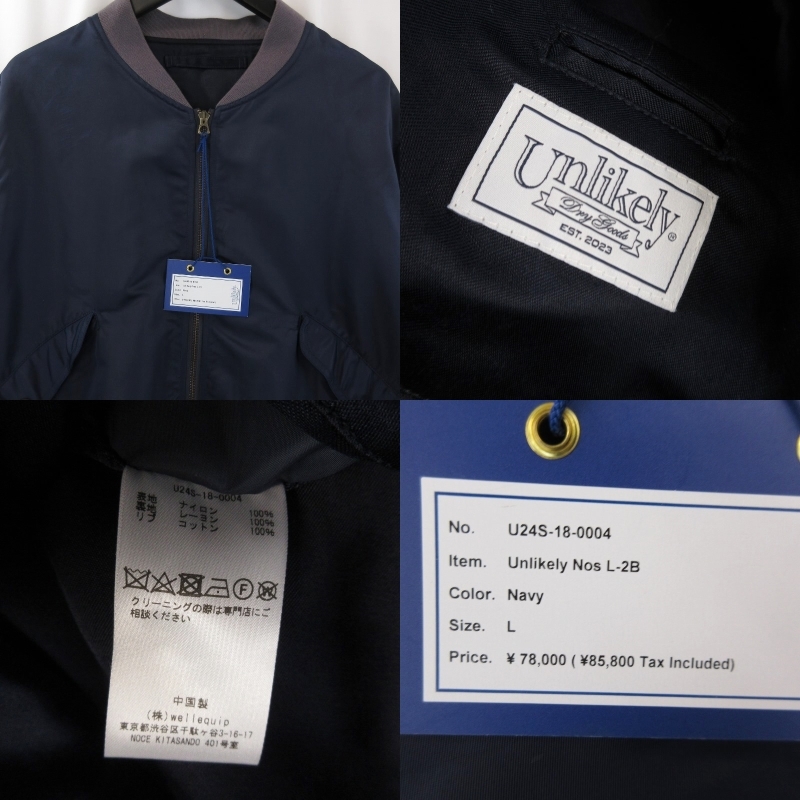 Unlikely®
Dry Goods
EST. 2023
U24S-18-0004
表地 ナイロン 100%
裏地 レーヨン 100%
リブ コットン 100%
F
W
クリーニングの際は専門店にご
相談ください
中国製
(株)wellequip
東京都渋谷区千駄ヶ谷3-16-17
NOCE KITASANDO 401号室
No. U24S-18-0004
Item. Unlikely Nos L-2B
Color. Navy
Size. L
Price. ¥ 78,000 ( ¥85,800 Tax Included)